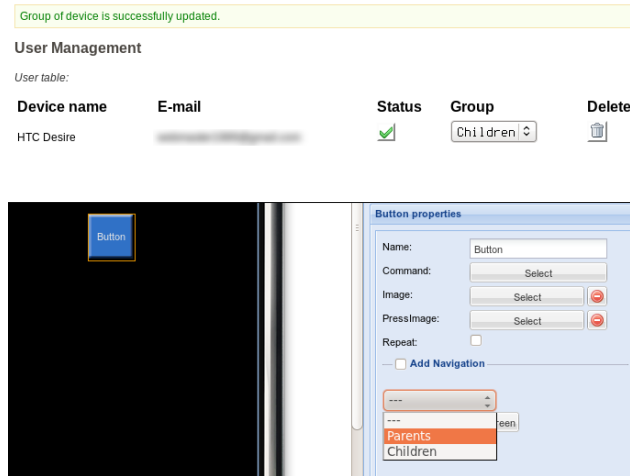 Group of device is successfully updated.
User Management
User table:
Device name E-mail Status Group Delete
HTC Desire Children
Button
Button properties
Name: Button
Command: Select
Image: Select
PressImage: Select
Repeat:
Add Navigation
---
---
Parents
Children